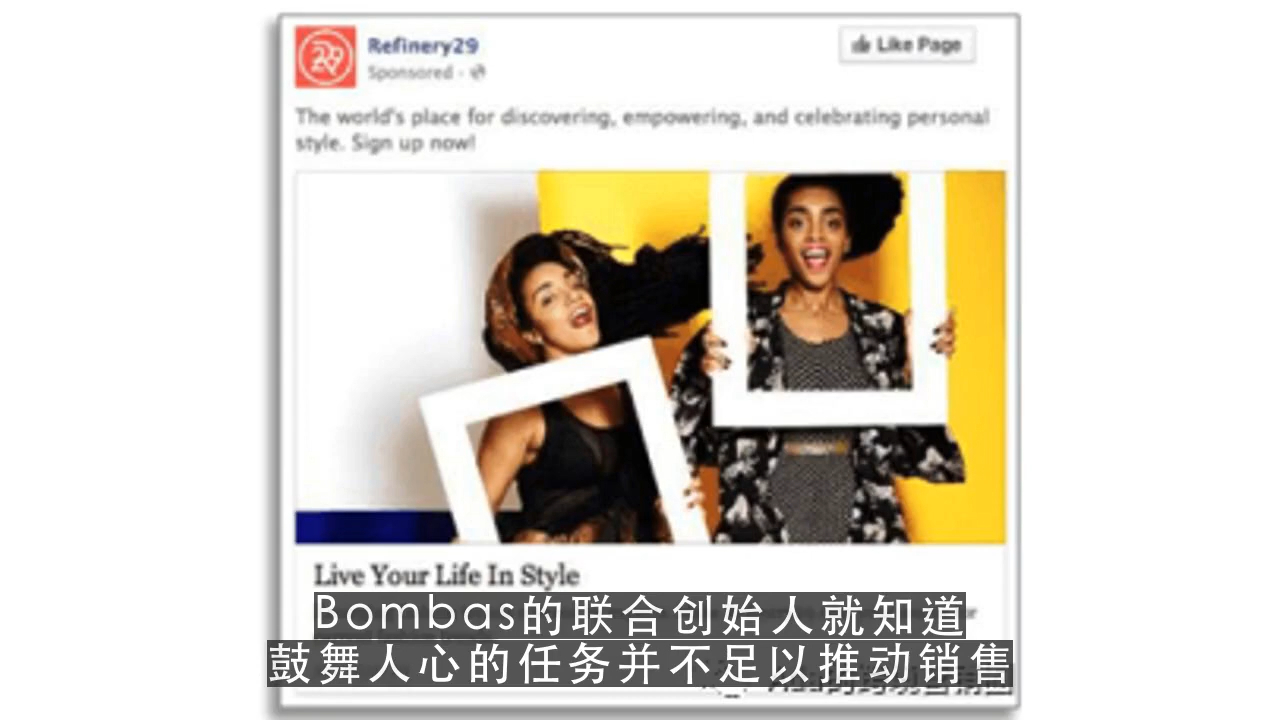 29
Refinery29
Sponsored ·
Like Page
The world's place for discovering, empowering, and celebrating personal
style. Sign up now!
Live Your Life In Style
Bombas的联合创始人就知道
鼓舞人心的任务并不足以推动销售